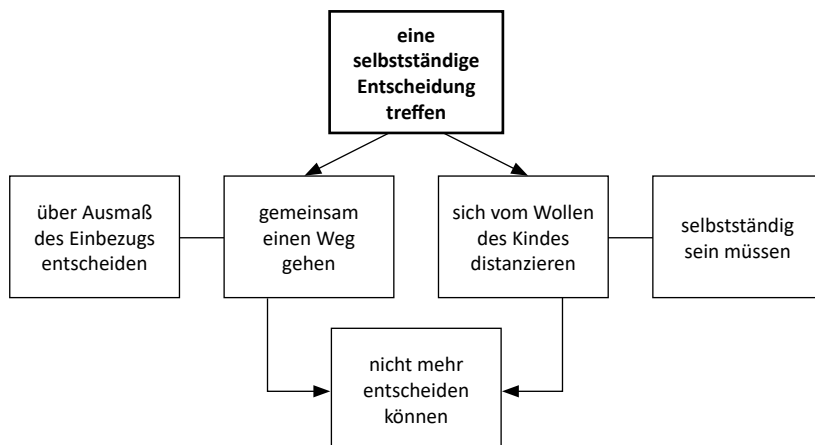 eine
selbstständige
Entscheidung
treffen
über Ausmaß
des Einbezugs
entscheiden
gemeinsam
einen Weg
gehen
sich vom Wollen
des Kindes
distanzieren
selbstständig
sein müssen
nicht mehr
entscheiden
können